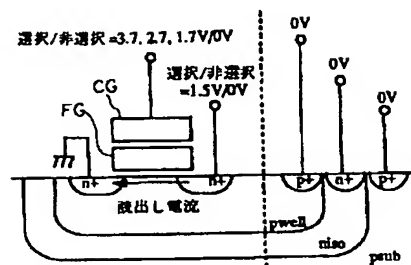 選択/非選択=3.7, 2.7, 1.7V/0V
0V
選択/非選択
=1.5V/0V
0V
0V
CG
FG
n+
n+
p+
n+
p+
読出し電流
pwell
niso
psub